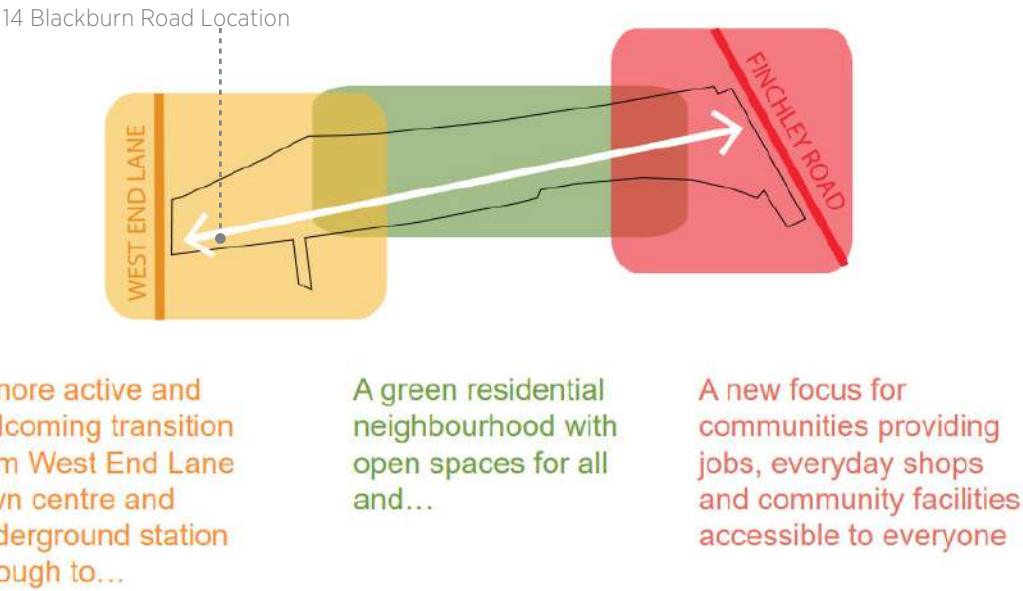 14 Blackburn Road Location
WEST END LANE
FINCHLEY ROAD
more active and
lcoming transition
m West End Lane
wn centre and
derground station
ough to...
A green residential
neighbourhood with
open spaces for all
and...
A new focus for
communities providing
jobs, everyday shops
and community facilities
accessible to everyone